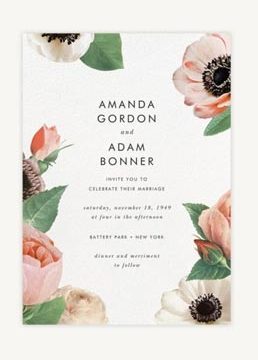 AMANDA
GORDON
and
ADAM
BONNER
INVITE YOU TO
CELEBRATE THEIR MARRIAGE
saturday, november 18, 1949
at four in the afternoon
BATTERY PARK • NEW YORK
dinner and merriment
to follow